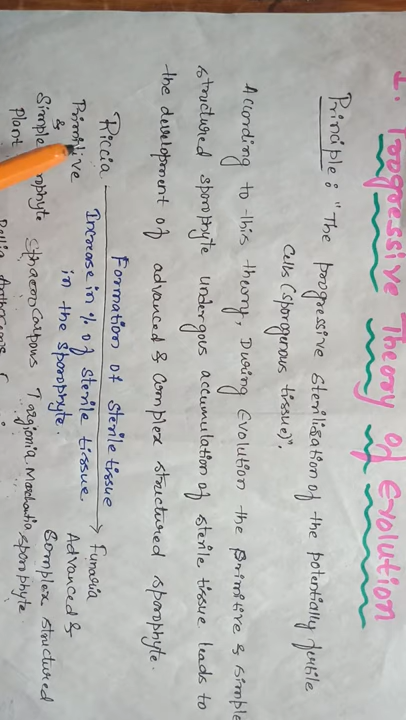 1. Progressive Theory of Evolution
Principle : "The progressive sterilisation of the potentially fertile
cells (sporogenous tissue)".
According to this theory, During Evolution the primitive & simple
structured sporophyte undergoes accumulation of sterile tissue leads to
the development of advanced & complex structured sporophyte.
Formation of sterile tissue
Riccia Funaria
Increase in % of sterile tissue
in the sporophyte.
Primitive Advanced &
&
Simple Complex structured
Plant Sphaerocarpous Targionia Marchantia sporophyte